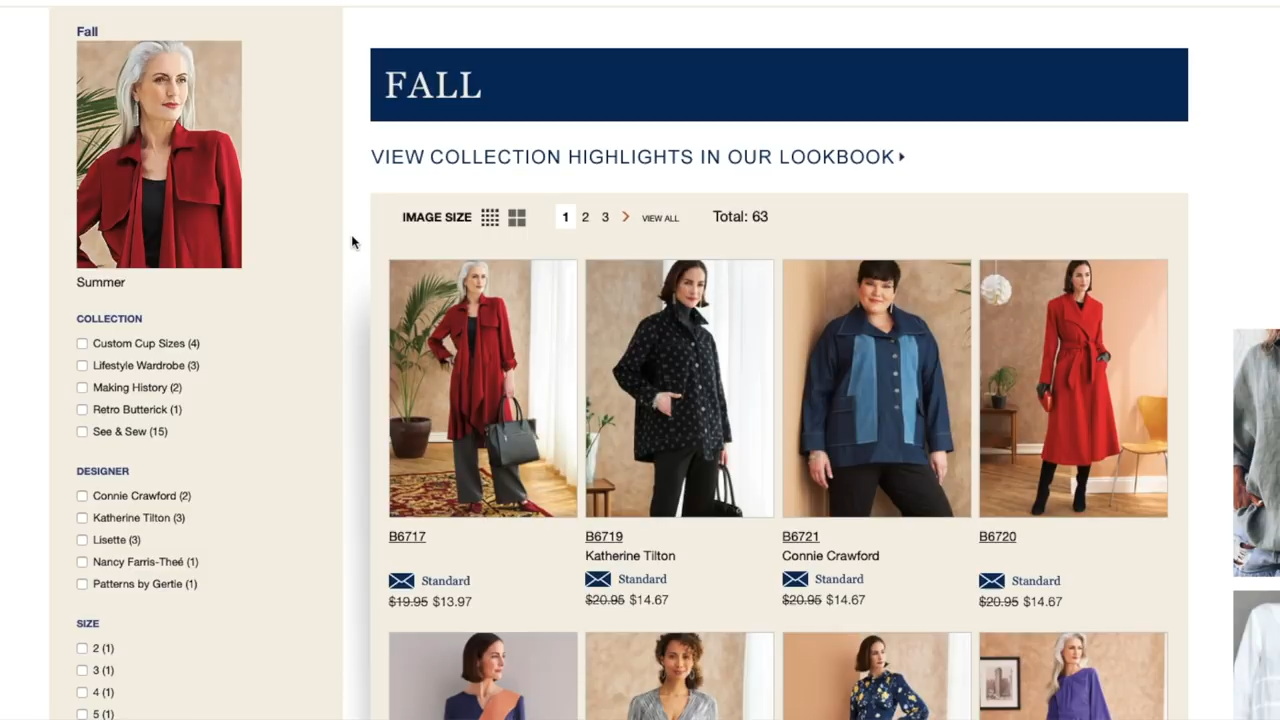 Fall
Summer
COLLECTION
Custom Cup Sizes (4)
Lifestyle Wardrobe (3)
Making History (2)
Retro Butterick (1)
See & Sew (15)
DESIGNER
Connie Crawford (2)
Katherine Tilton (3)
Lisette (3)
Nancy Farris-Theé (1)
Patterns by Gertie (1)
SIZE
2 (1)
3 (1)
4 (1)
5 (1)
FALL
VIEW COLLECTION HIGHLIGHTS IN OUR LOOKBOOK
IMAGE SIZE 1 2 3 VIEW ALL Total: 63
B6717
Standard
$19.95 $13.97
B6719
Katherine Tilton
Standard
$20.95 $14.67
B6721
Connie Crawford
Standard
$20.95 $14.67
B6720
Standard
$20.95 $14.67